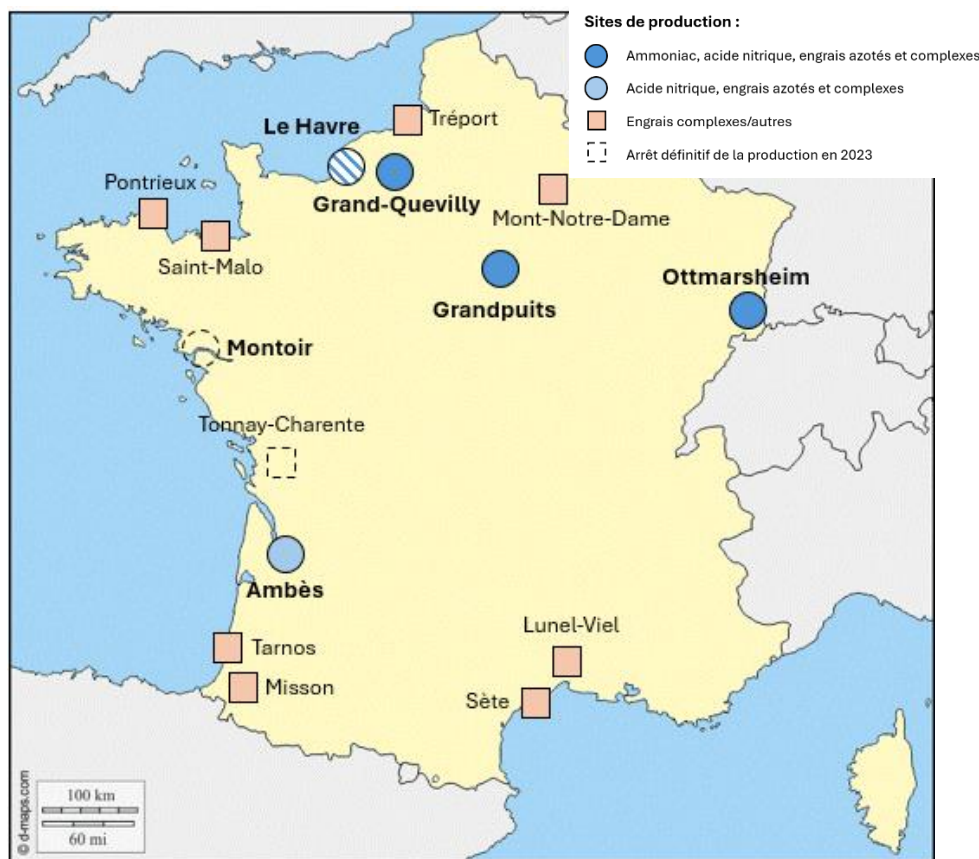 Sites de production :
Ammoniac, acide nitrique, engrais azotés et complexes
Acide nitrique, engrais azotés et complexes
Engrais complexes/autres
Arrêt définitif de la production en 2023
Tréport
Le Havre
Grand-Quevilly
Pontrieux
Mont-Notre-Dame
Saint-Malo
Ottmarsheim
Grandpuits
Montoir
Tonnay-Charente
Ambès
Lunel-Viel
Tarnos
Misson
Sète
100 km
60 mi
© d-maps.com